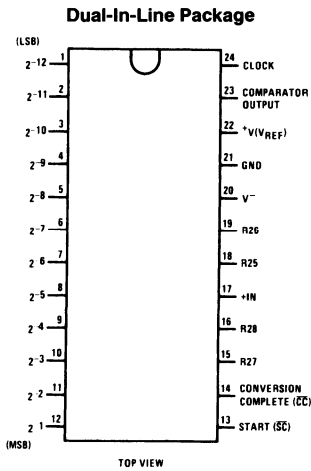 Dual-In-Line Package
(LSB)
2-12 1
2-11 2
2-10 3
2-9 4
2-8 5
2-7 6
2 6 7
2-5 8
2-4 9
2-3 10
2-2 11
2 1 12
(MSB)
24 CLOCK
23 COMPARATOR
OUTPUT
22 +V(VREF)
21 GND
20 V−
19 R26
18 R25
17 +IN
16 R28
15 R27
14 CONVERSION
COMPLETE (C̅C̅)
13 START (S̅C̅)
TOP VIEW